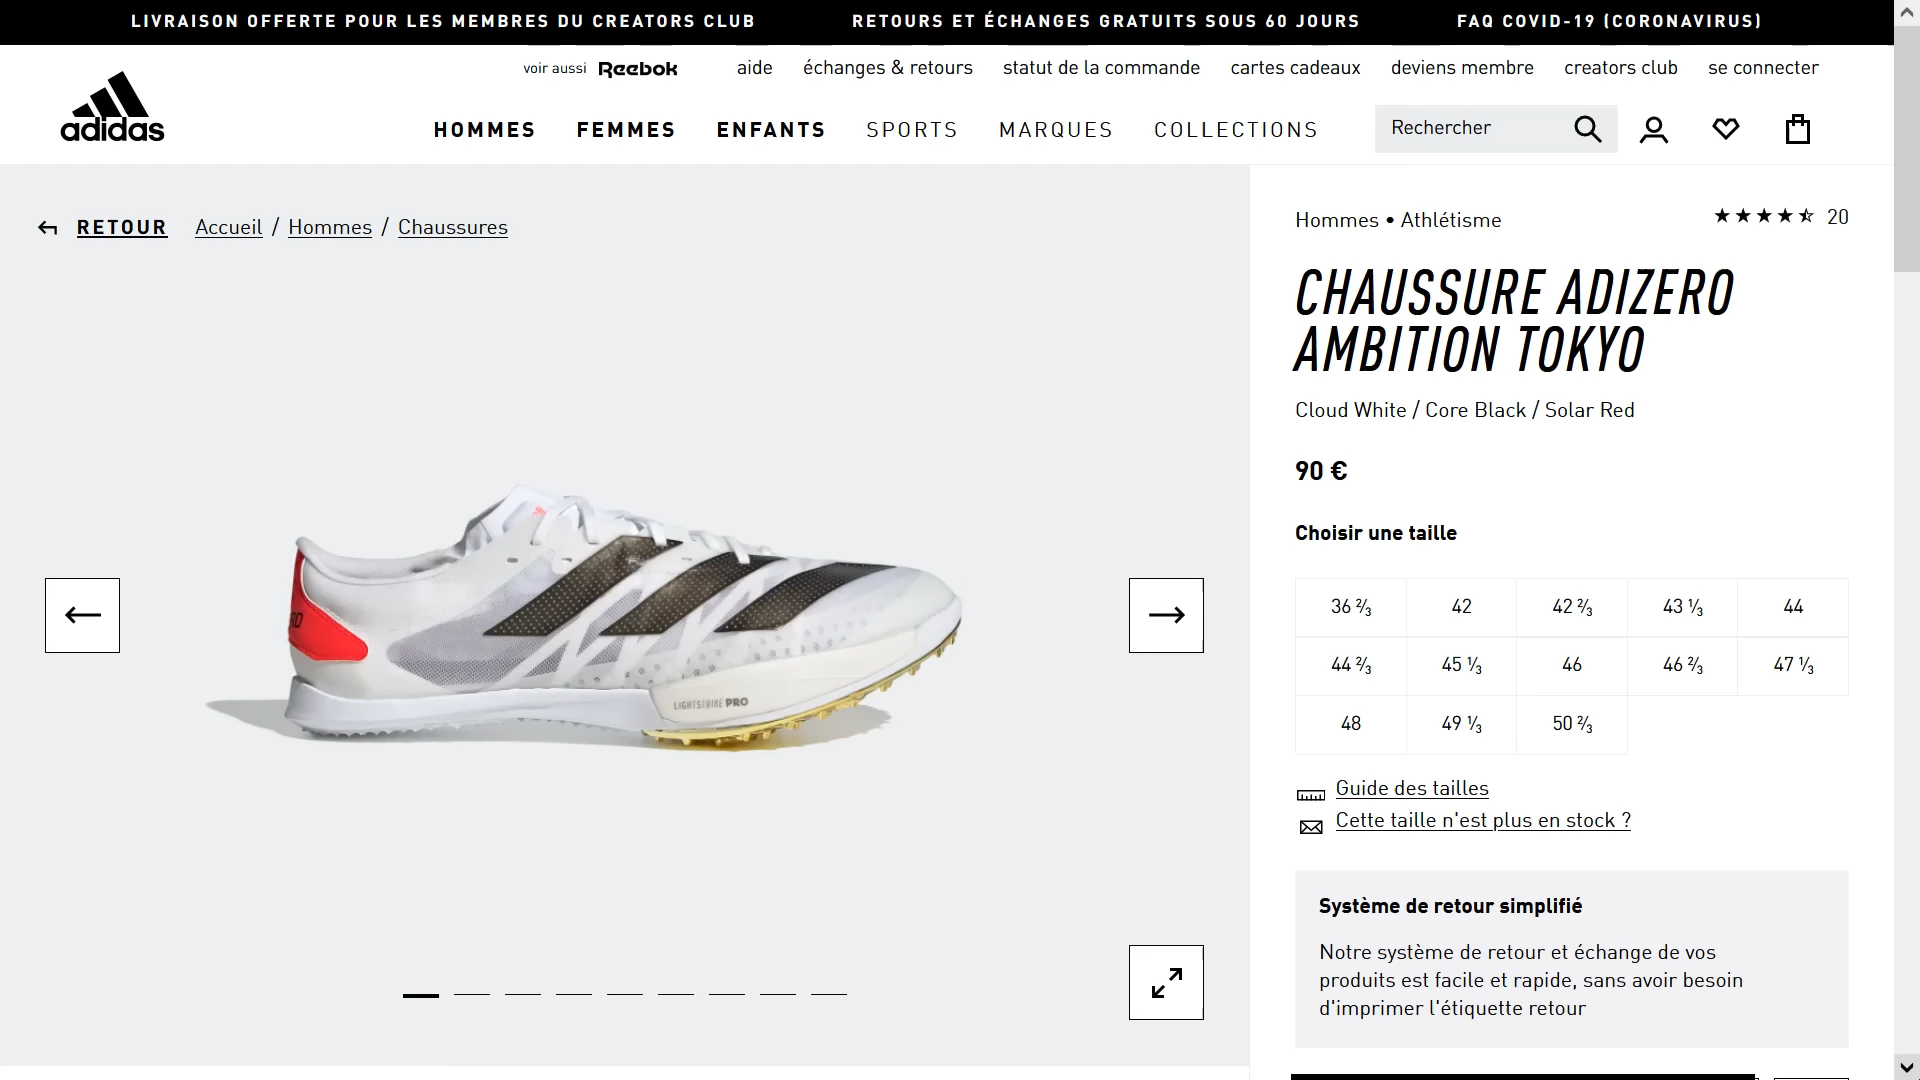 LIVRAISON OFFERTE POUR LES MEMBRES DU CREATORS CLUB
RETOURS ET ÉCHANGES GRATUITS SOUS 60 JOURS
FAQ COVID-19 (CORONAVIRUS)
voir aussi Reebok
aide
échanges & retours
statut de la commande
cartes cadeaux
deviens membre
creators club
se connecter
adidas
HOMMES
FEMMES
ENFANTS
SPORTS
MARQUES
COLLECTIONS
Rechercher
RETOUR
Accueil / Hommes / Chaussures
LIGHTSTRIKE PRO
Hommes • Athlétisme
20
CHAUSSURE ADIZERO
AMBITION TOKYO
Cloud White / Core Black / Solar Red
90 €
Choisir une taille
36 ⅔ 42 42 ⅔ 43 ⅓ 44
44 ⅔ 45 ⅓ 46 46 ⅔ 47 ⅓
48 49 ⅓ 50 ⅔
Guide des tailles
Cette taille n'est plus en stock ?
Système de retour simplifié
Notre système de retour et échange de vos
produits est facile et rapide, sans avoir besoin
d'imprimer l'étiquette retour